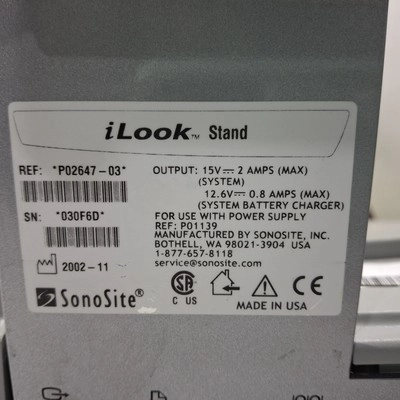 iLook™ Stand
REF: *P02647-03*
SN: *030F6D*
2002-11
SonoSite®
OUTPUT: 15V⎓ 2 AMPS (MAX)
(SYSTEM)
12.6V⎓ 0.8 AMPS (MAX)
(SYSTEM BATTERY CHARGER)
FOR USE WITH POWER SUPPLY
REF: P01139
MANUFACTURED BY SONOSITE, INC.
BOTHELL, WA 98021-3904 USA
1-877-657-8118
service@sonosite.com
SA
C US
CE
MADE IN USA